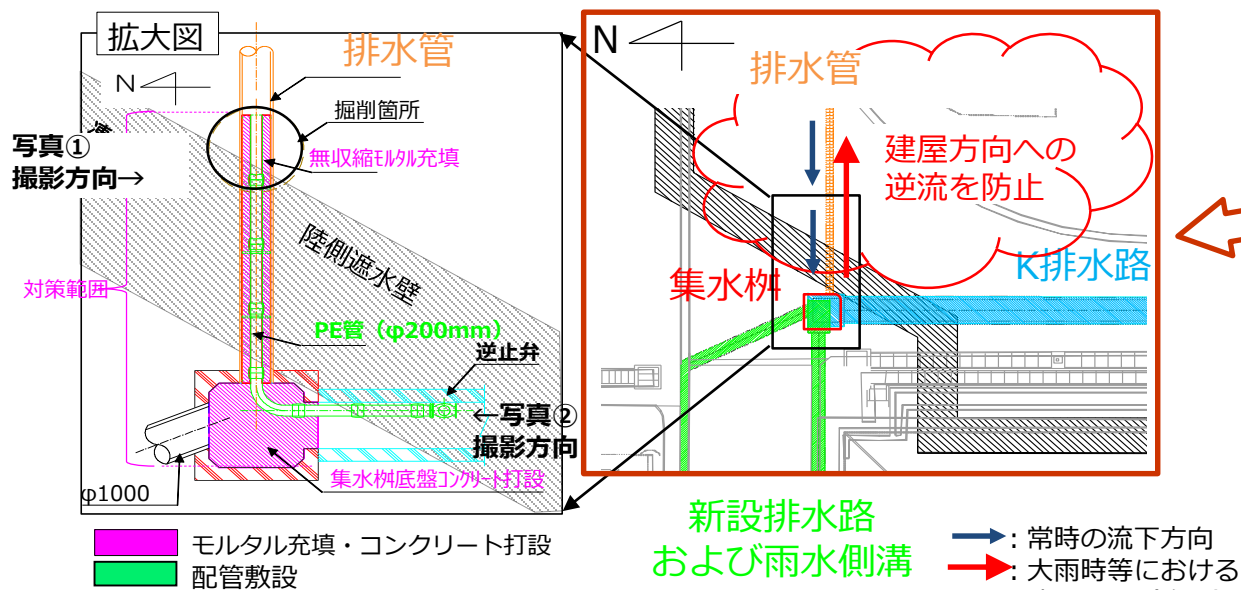 拡大図
N
排水管
掘削箇所
写真①
撮影方向→
無収縮ﾓﾙﾀﾙ充填
陸側遮水壁
対策範囲
PE管（φ200mm）
逆止弁
←写真②
撮影方向
集水桝底盤ｺﾝｸﾘｰﾄ打設
φ1000
モルタル充填・コンクリート打設
配管敷設
N
排水管
建屋方向への
逆流を防止
集水桝
K排水路
新設排水路
および雨水側溝
：常時の流下方向
：大雨時等における